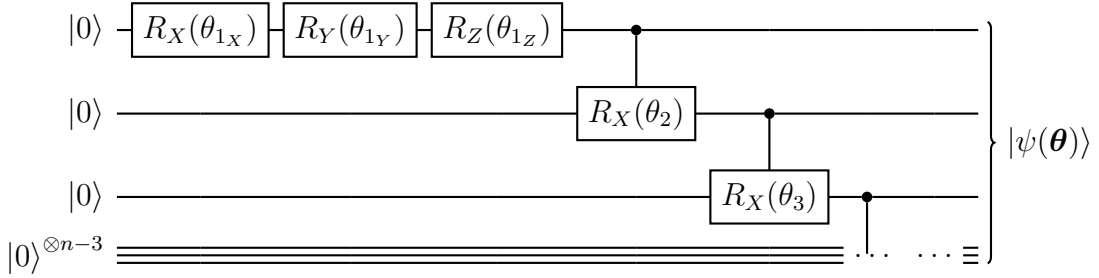 |0⟩ R_X(θ_{1_X}) R_Y(θ_{1_Y}) R_Z(θ_{1_Z})
|0⟩ R_X(θ_2)
|ψ(𝜽)⟩
|0⟩ R_X(θ_3)
|0⟩^{⊗n−3} ... ...